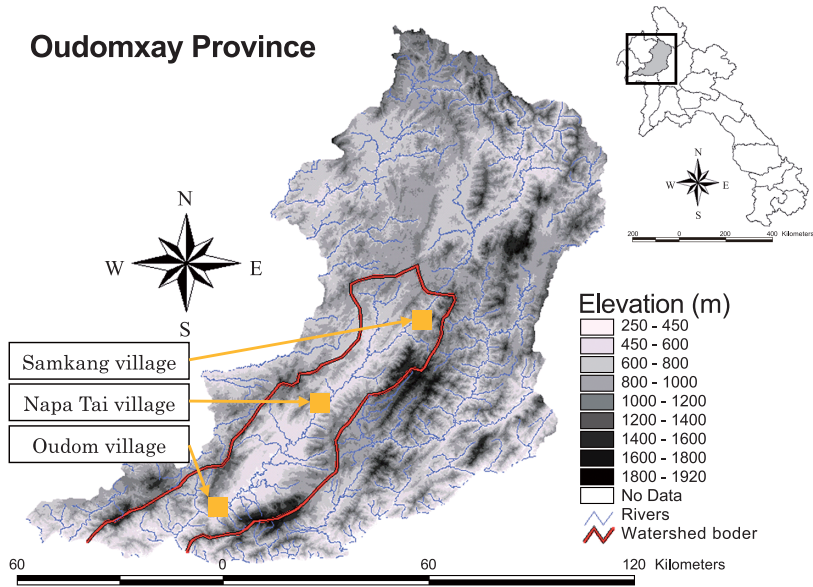 Oudomxay Province
N
W E
S
N
W E
S
200 0 200 400 Kilometers
Samkang village
Napa Tai village
Oudom village
Elevation (m)
250 - 450
450 - 600
600 - 800
800 - 1000
1000 - 1200
1200 - 1400
1400 - 1600
1600 - 1800
1800 - 1920
No Data
Rivers
Watershed boder
60 0 60 120 Kilometers